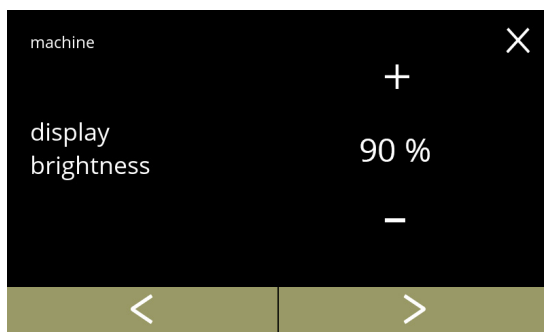 machine
+
display
brightness
90 %
-
< >